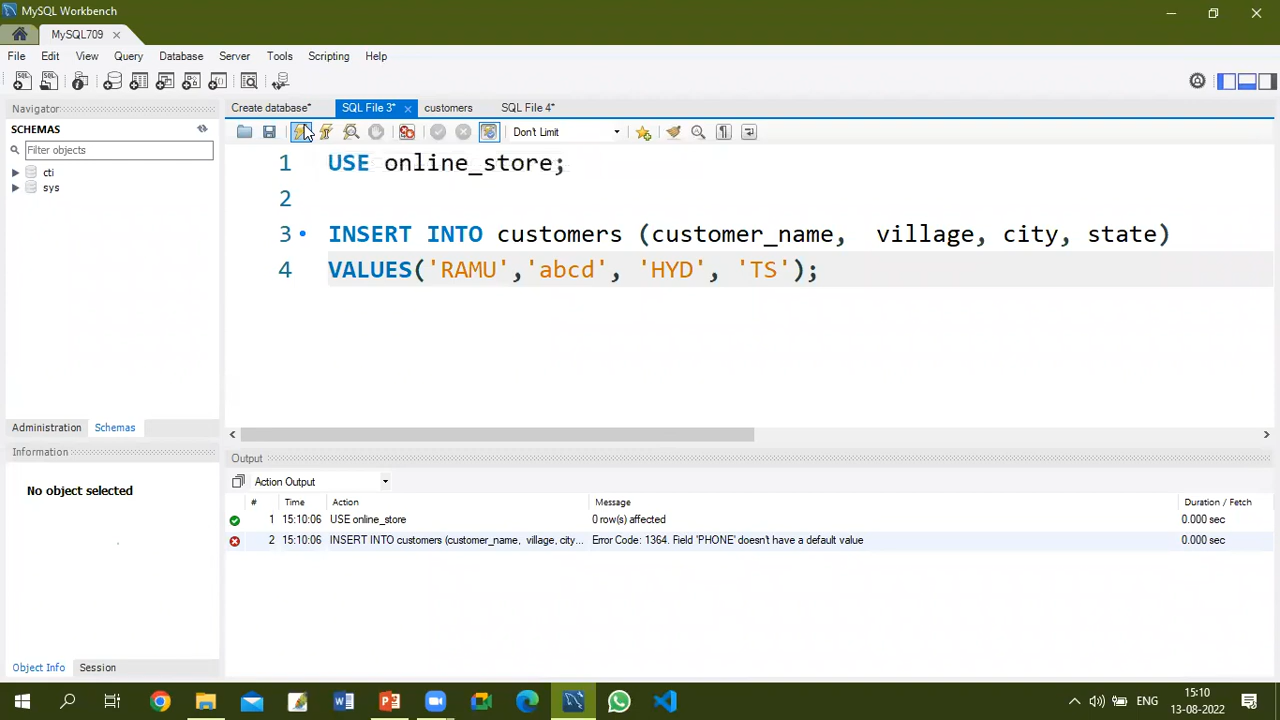 MySQL Workbench
MySQL709
File Edit View Query Database Server Tools Scripting Help
Navigator
SCHEMAS
Filter objects
cti
sys
Administration Schemas
Information
No object selected
Object Info Session
Create database* SQL File 3* customers SQL File 4*
Don't Limit
1 USE online_store;
2
3 INSERT INTO customers (customer_name, village, city, state)
4 VALUES('RAMU','abcd', 'HYD', 'TS');
Output
Action Output
# Time Action Message Duration / Fetch
1 15:10:06 USE online_store 0 row(s) affected 0.000 sec
2 15:10:06 INSERT INTO customers (customer_name, village, city... Error Code: 1364. Field 'PHONE' doesn't have a default value 0.000 sec
ENG
15:10
13-08-2022